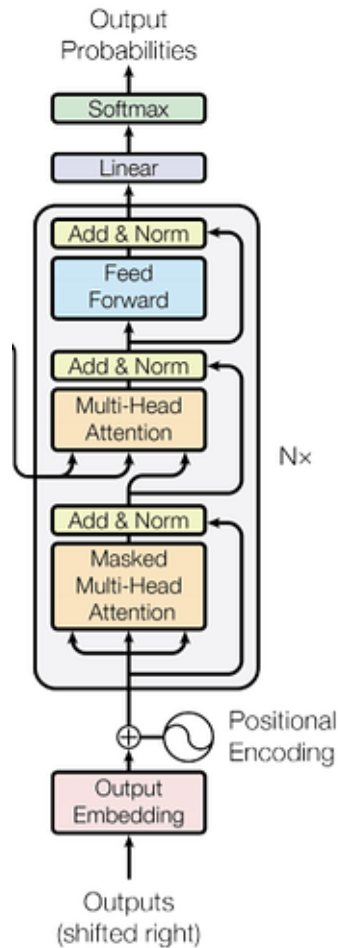 Output
Probabilities
Softmax
Linear
Add & Norm
Feed
Forward
Add & Norm
Multi-Head
Attention
N×
Add & Norm
Masked
Multi-Head
Attention
Positional
Encoding
Output
Embedding
Outputs
(shifted right)